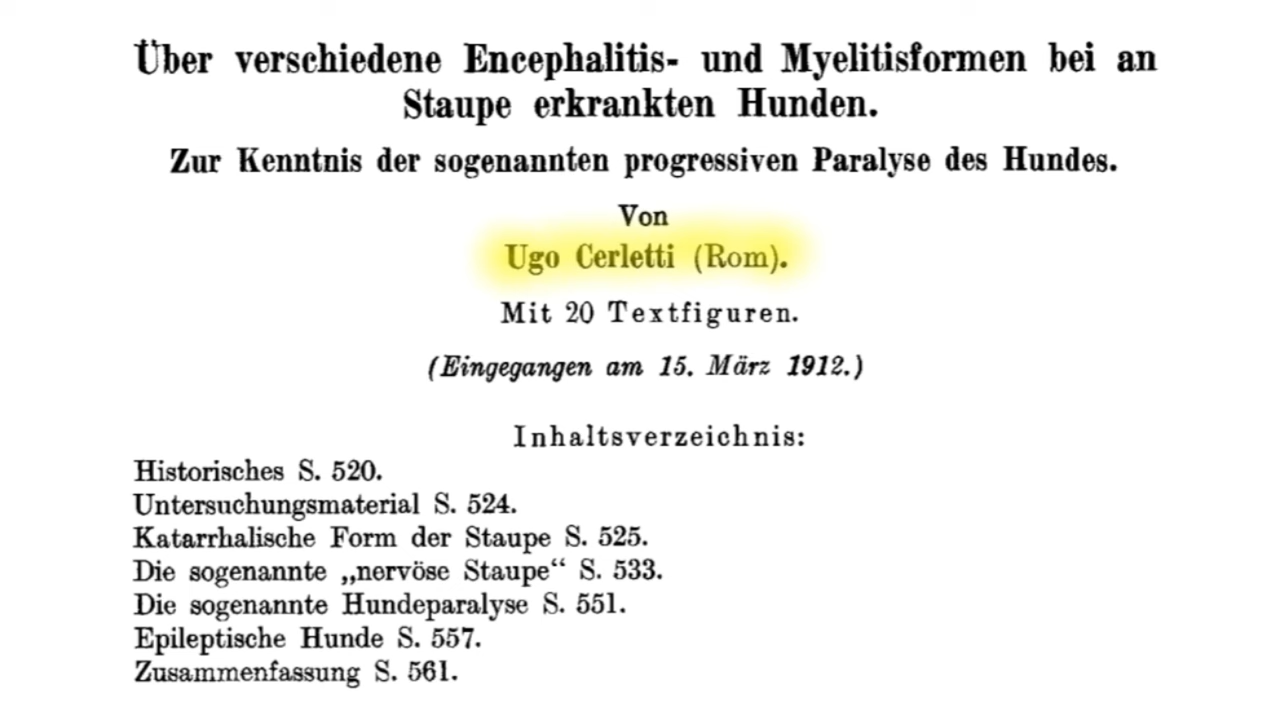 Über verschiedene Encephalitis- und Myelitisformen bei an
Staupe erkrankten Hunden.
Zur Kenntnis der sogenannten progressiven Paralyse des Hundes.
Von
Ugo Cerletti (Rom).
Mit 20 Textfiguren.
(Eingegangen am 15. März 1912.)
Inhaltsverzeichnis:
Historisches S. 520.
Untersuchungsmaterial S. 524.
Katarrhalische Form der Staupe S. 525.
Die sogenannte „nervöse Staupe“ S. 533.
Die sogenannte Hundeparalyse S. 551.
Epileptische Hunde S. 557.
Zusammenfassung S. 561.